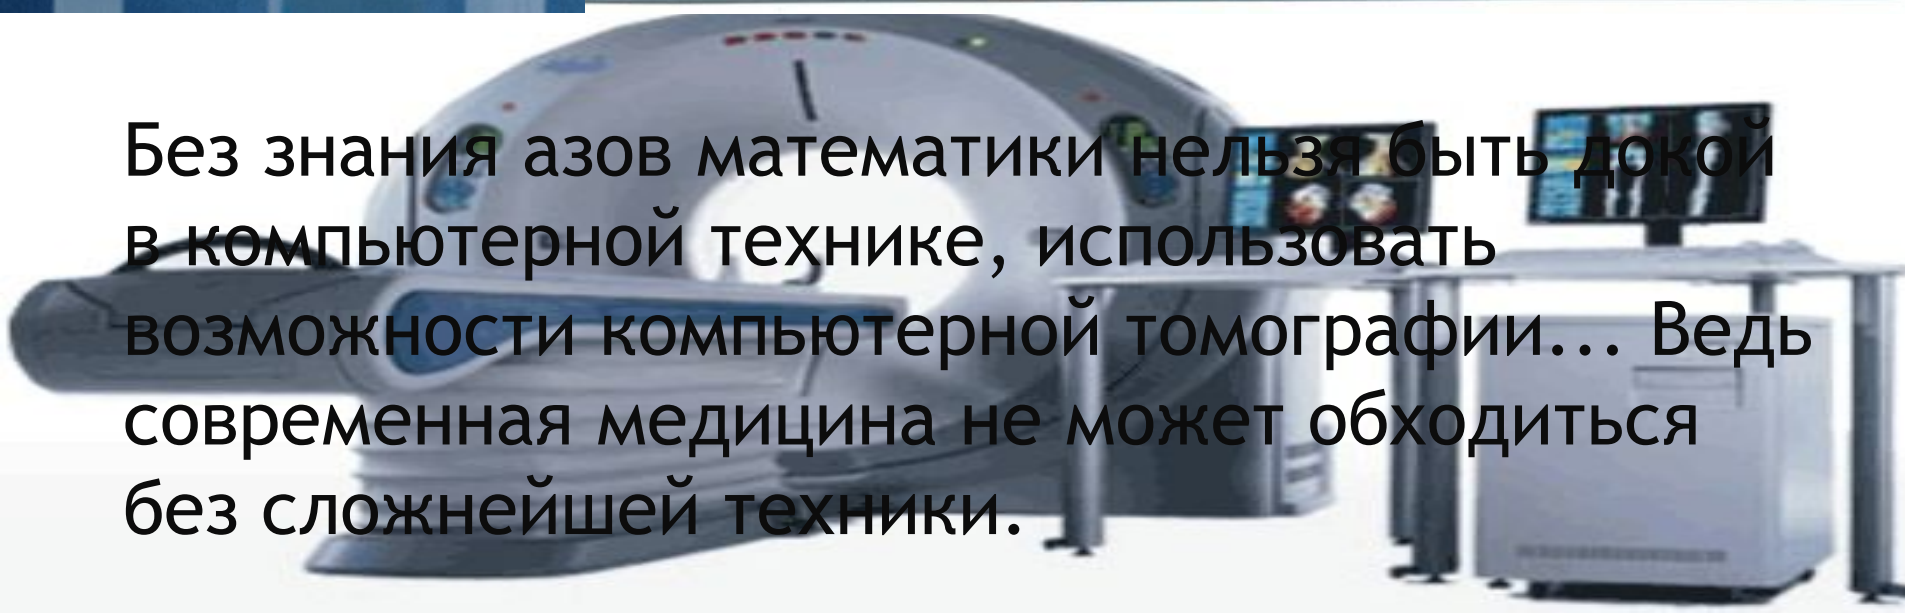 Без знания азов математики нельзя быть докой
в компьютерной технике, использовать
возможности компьютерной томографии... Ведь
современная медицина не может обходиться
без сложнейшей техники.